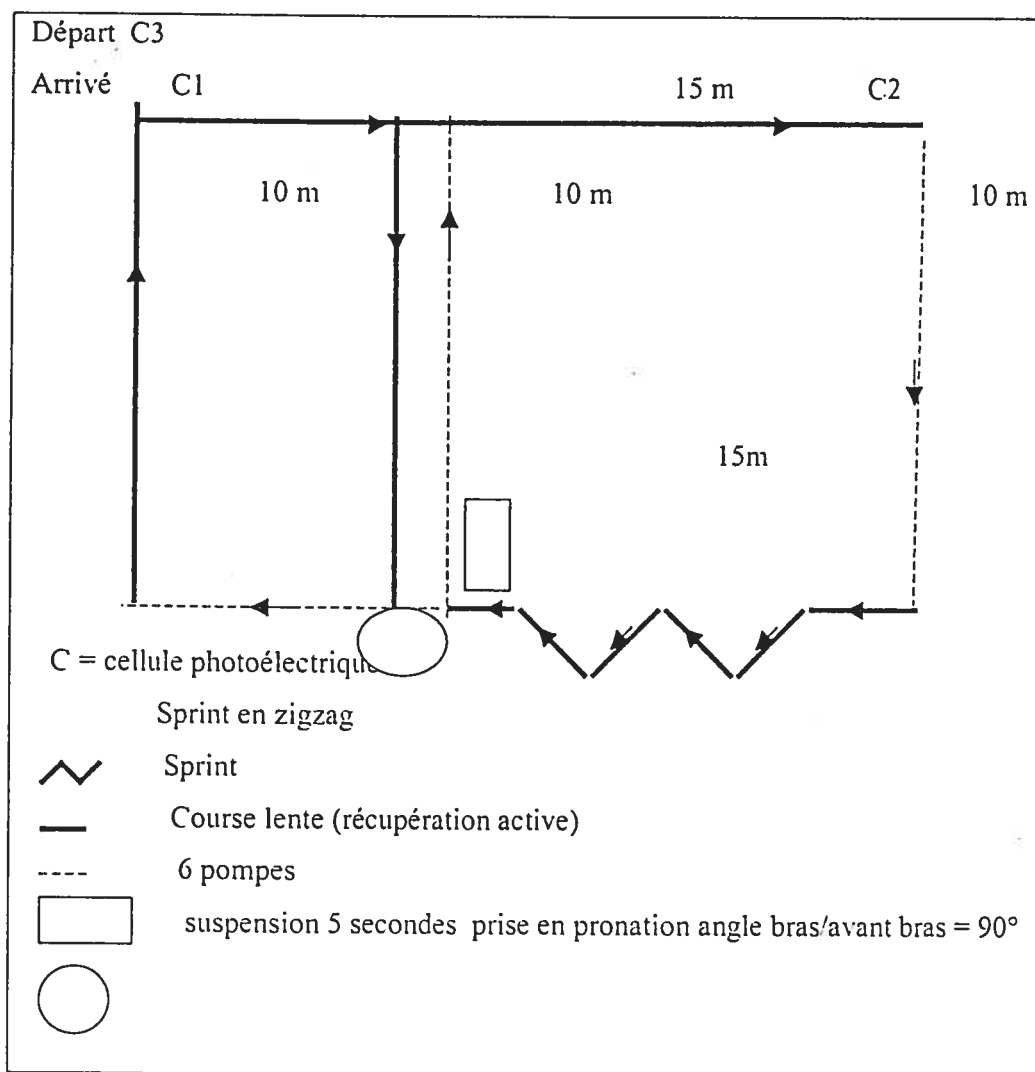 Départ C3
Arrivé C1 15 m C2
10 m 10 m 10 m
15m
C = cellule photoélectrique
Sprint en zigzag
Sprint
Course lente (récupération active)
6 pompes
suspension 5 secondes prise en pronation angle bras/avant bras = 90°